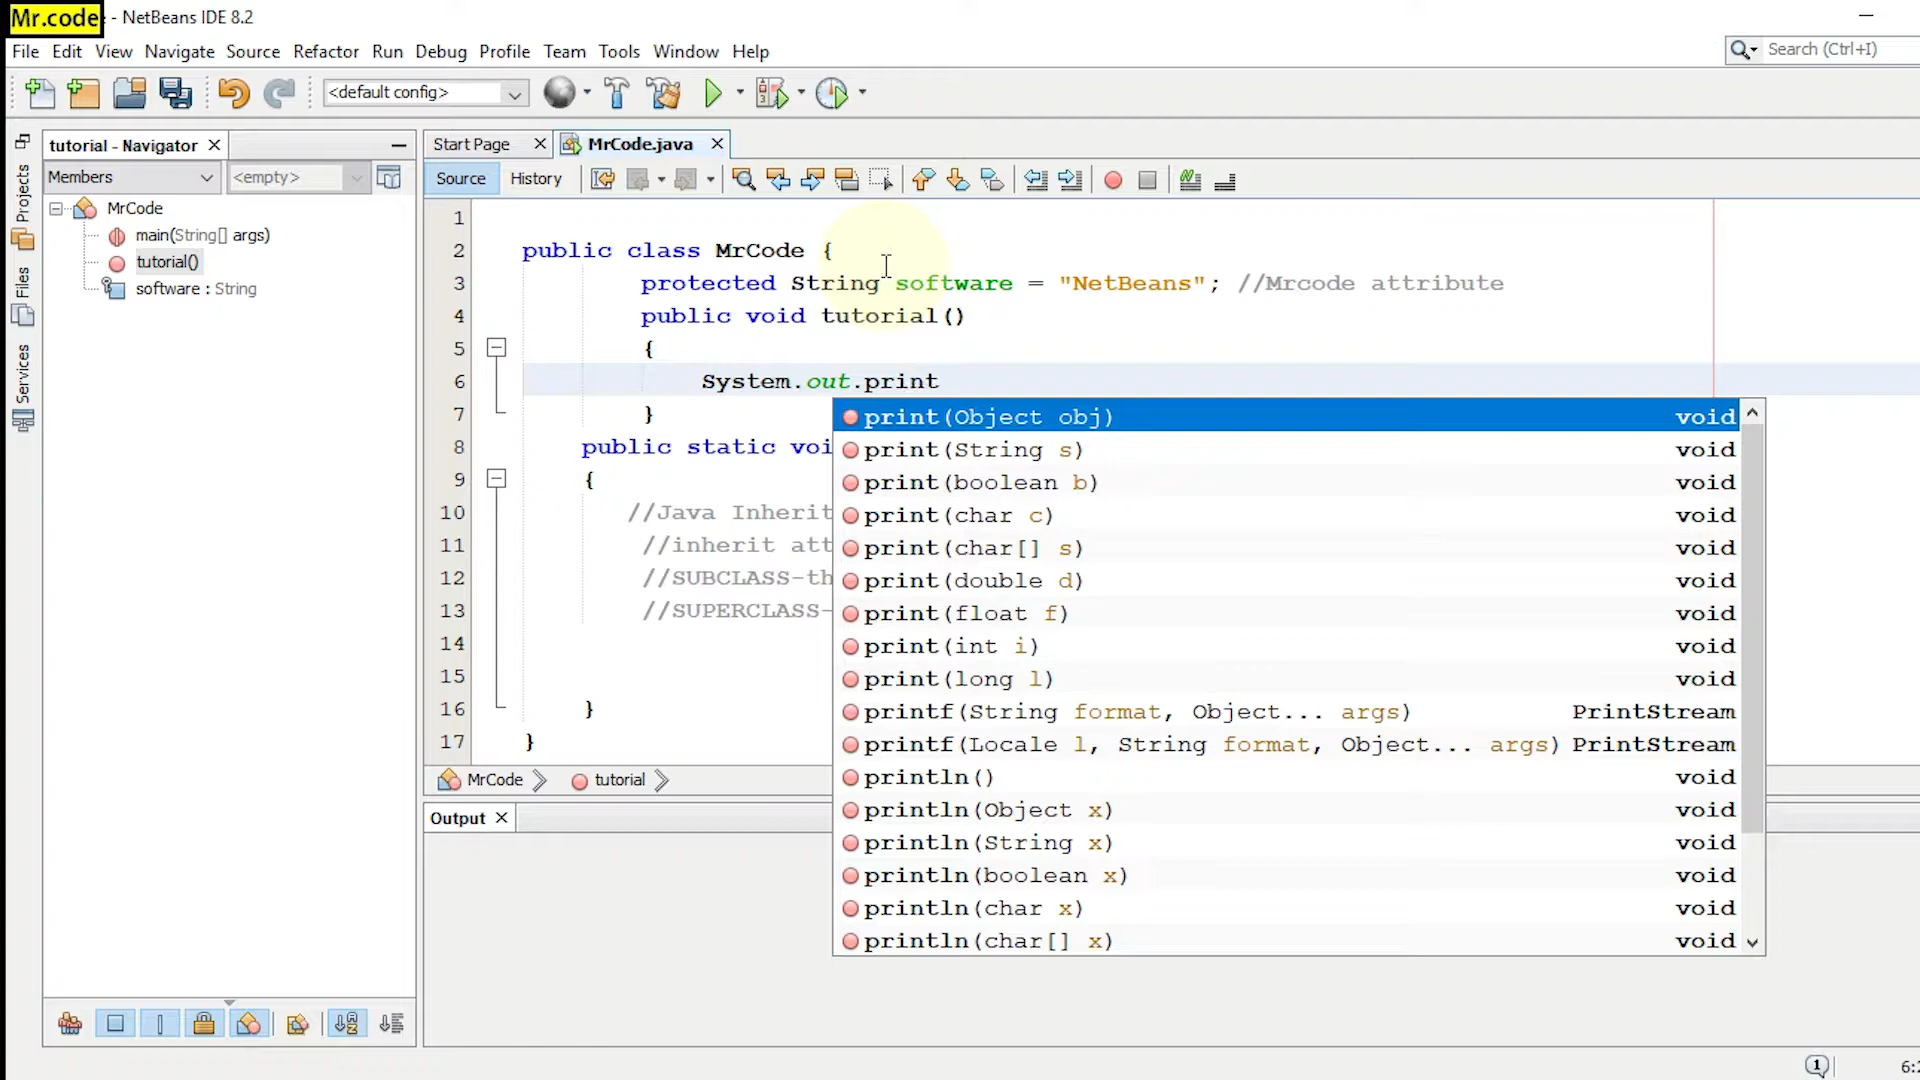 Mr.code - NetBeans IDE 8.2
File Edit View Navigate Source Refactor Run Debug Profile Team Tools Window Help
Search (Ctrl+I)
<default config>
tutorial - Navigator
Members
<empty>
MrCode
main(String[] args)
tutorial()
software : String
Projects
Files
Services
Start Page
MrCode.java
Source History
1
2 public class MrCode {
3 protected String software = "NetBeans"; //Mrcode attribute
4 public void tutorial()
5 {
6 System.out.print
7 }
8 public static voi
9 {
10 //Java Inherit
11 //inherit att
12 //SUBCLASS-th
13 //SUPERCLASS-
14
15
16 }
17 }
print(Object obj) void
print(String s) void
print(boolean b) void
print(char c) void
print(char[] s) void
print(double d) void
print(float f) void
print(int i) void
print(long l) void
printf(String format, Object... args) PrintStream
printf(Locale l, String format, Object... args) PrintStream
println() void
println(Object x) void
println(String x) void
println(boolean x) void
println(char x) void
println(char[] x) void
MrCode tutorial
Output
1
6: